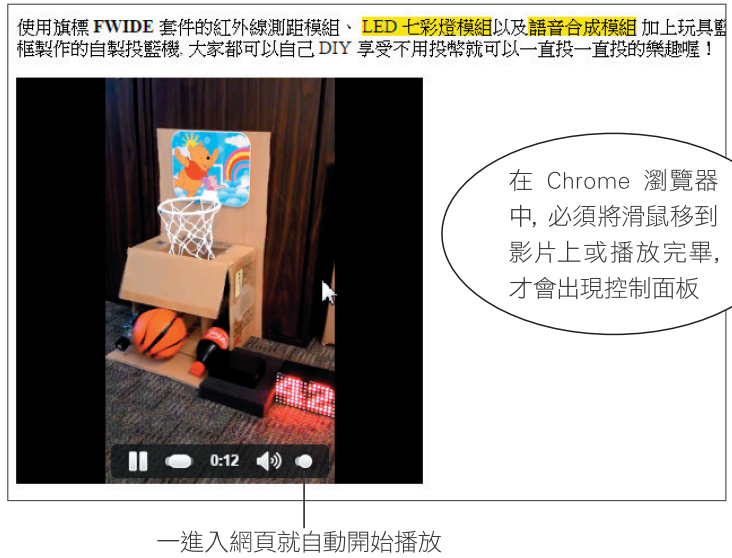 使用旗標 FWIDE 套件的紅外線測距模組、 LED 七彩燈模組以及語音合成模組 加上玩具籃
框製作的自製投籃機. 大家都可以自己 DIY 享受不用投幣就可以一直投一直投的樂趣喔！
在 Chrome 瀏覽器
中, 必須將滑鼠移到
影片上或播放完畢,
才會出現控制面板
0:12
一進入網頁就自動開始播放